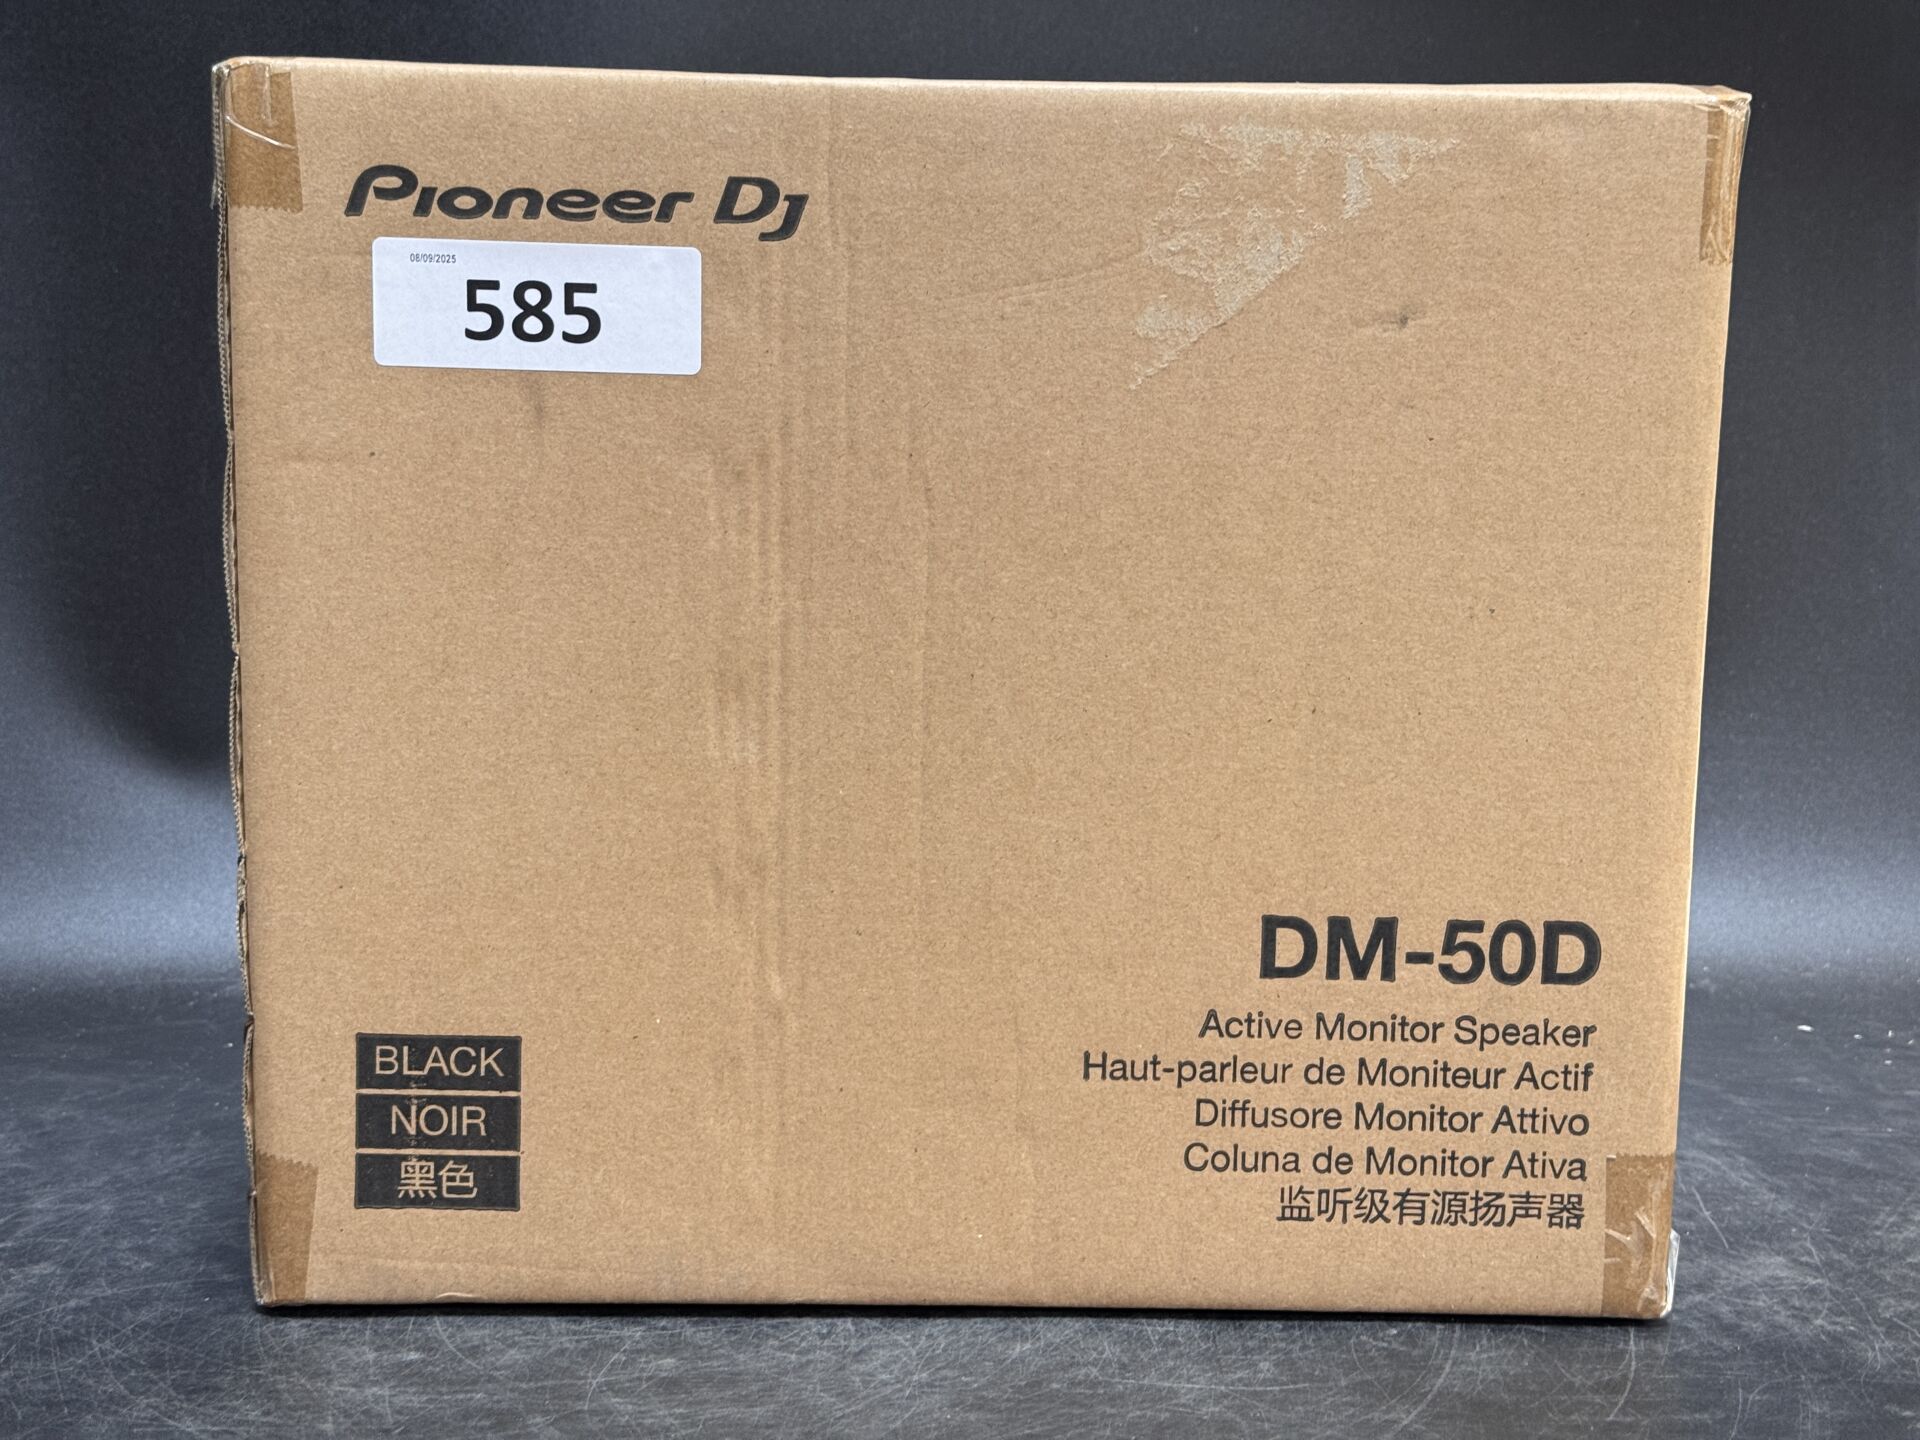 Pioneer Dj
08/09/2025
585
DM-50D
Active Monitor Speaker
Haut-parleur de Moniteur Actif
Diffusore Monitor Attivo
Coluna de Monitor Ativa
监听级有源扬声器
BLACK
NOIR
黑色